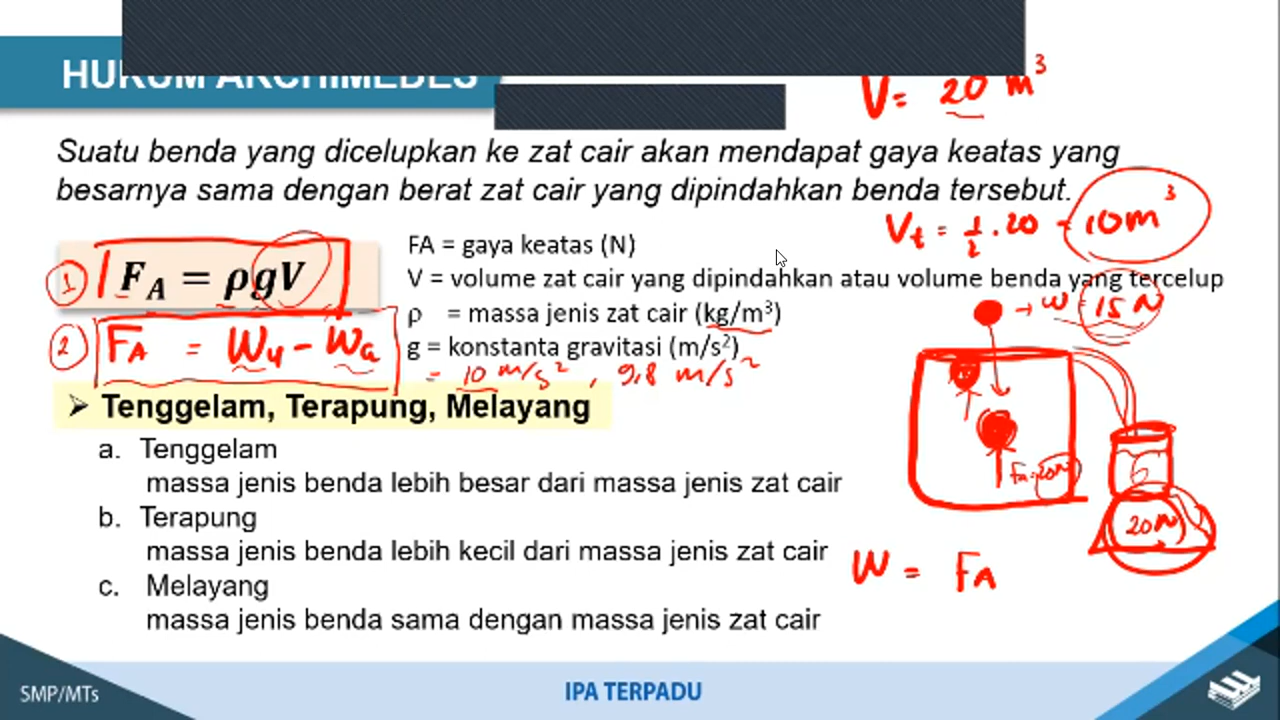 HUKUM ARCHIMEDES
V = 20 m³
Suatu benda yang dicelupkan ke zat cair akan mendapat gaya keatas yang
besarnya sama dengan berat zat cair yang dipindahkan benda tersebut.
Vt = 1/2 . 20 = 10 m³
1 FA = ρgV
FA = gaya keatas (N)
V = volume zat cair yang dipindahkan atau volume benda yang tercelup
ρ = massa jenis zat cair (kg/m³)
→ w = 15 N
2 FA = Wu - Wa
g = konstanta gravitasi (m/s²)
= 10 m/s² , 9,8 m/s²
➢ Tenggelam, Terapung, Melayang
a. Tenggelam
massa jenis benda lebih besar dari massa jenis zat cair
FA = 20N
b. Terapung
20N
massa jenis benda lebih kecil dari massa jenis zat cair
W = FA
c. Melayang
massa jenis benda sama dengan massa jenis zat cair
SMP/MTs
IPA TERPADU